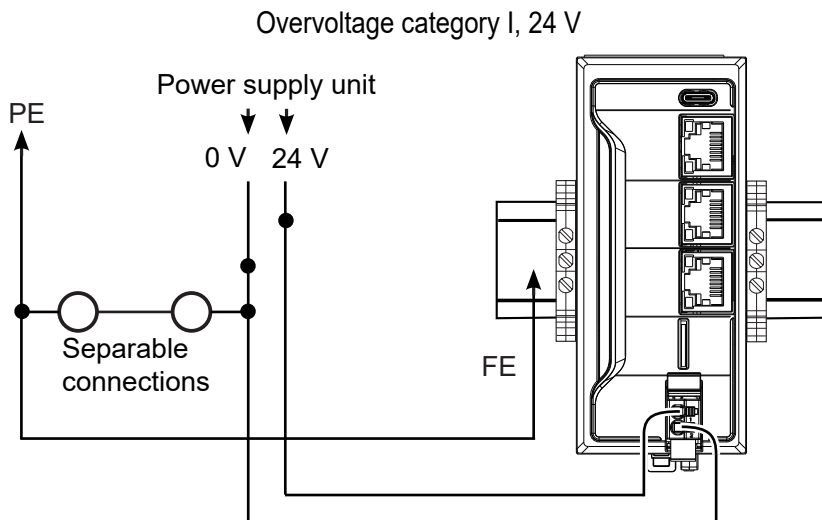 Overvoltage category I, 24 V
Power supply unit
PE
0 V 24 V
Separable
connections
FE